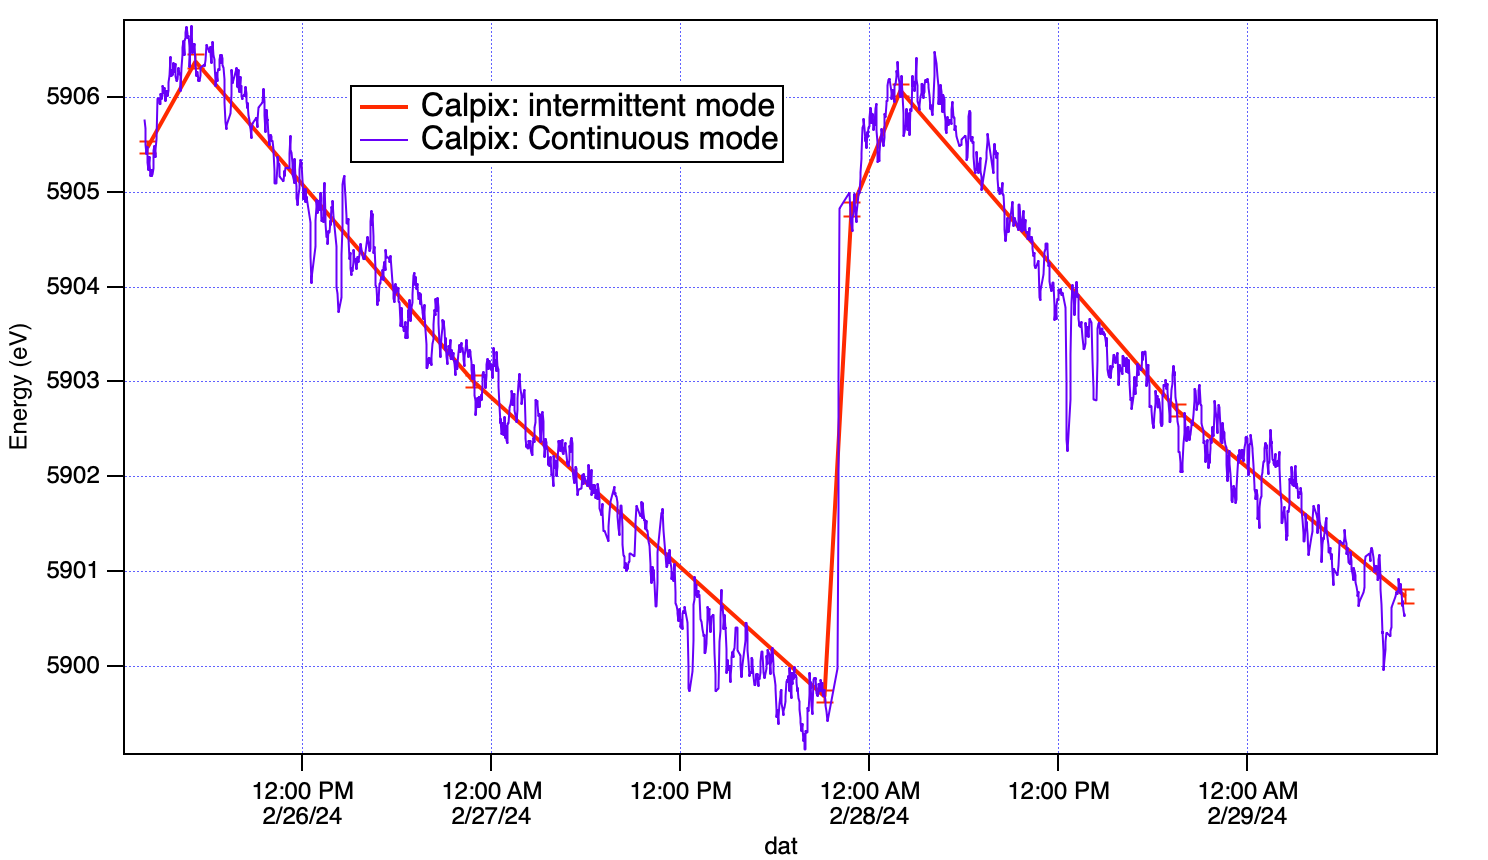 Calpix: intermittent mode
Calpix: Continuous mode
Energy (eV)
5906
5905
5904
5903
5902
5901
5900
12:00 PM
2/26/24
12:00 AM
2/27/24
12:00 PM
12:00 AM
2/28/24
12:00 PM
12:00 AM
2/29/24
dat